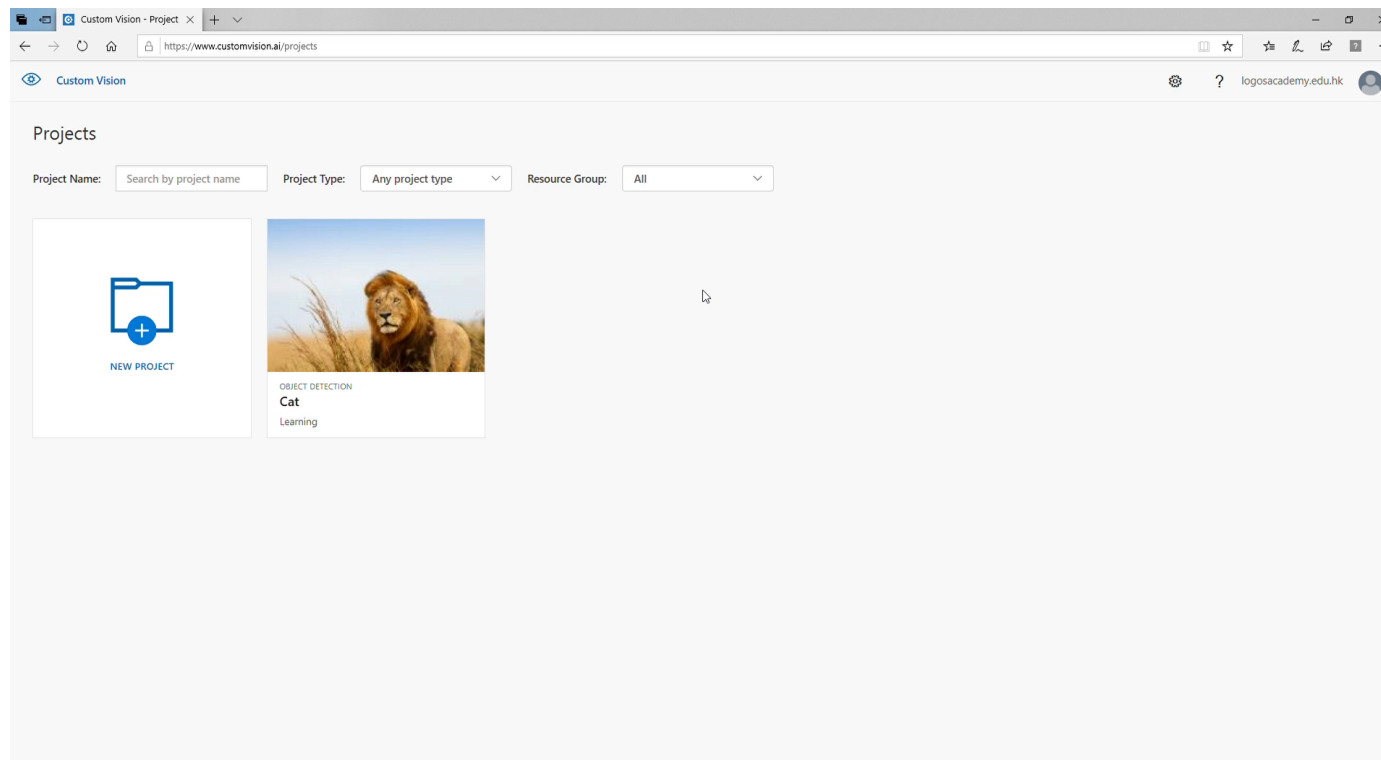 Custom Vision - Project
https://www.customvision.ai/projects
Custom Vision
? logosacademy.edu.hk
Projects
Project Name: Search by project name Project Type: Any project type Resource Group: All
NEW PROJECT
OBJECT DETECTION
Cat
Learning